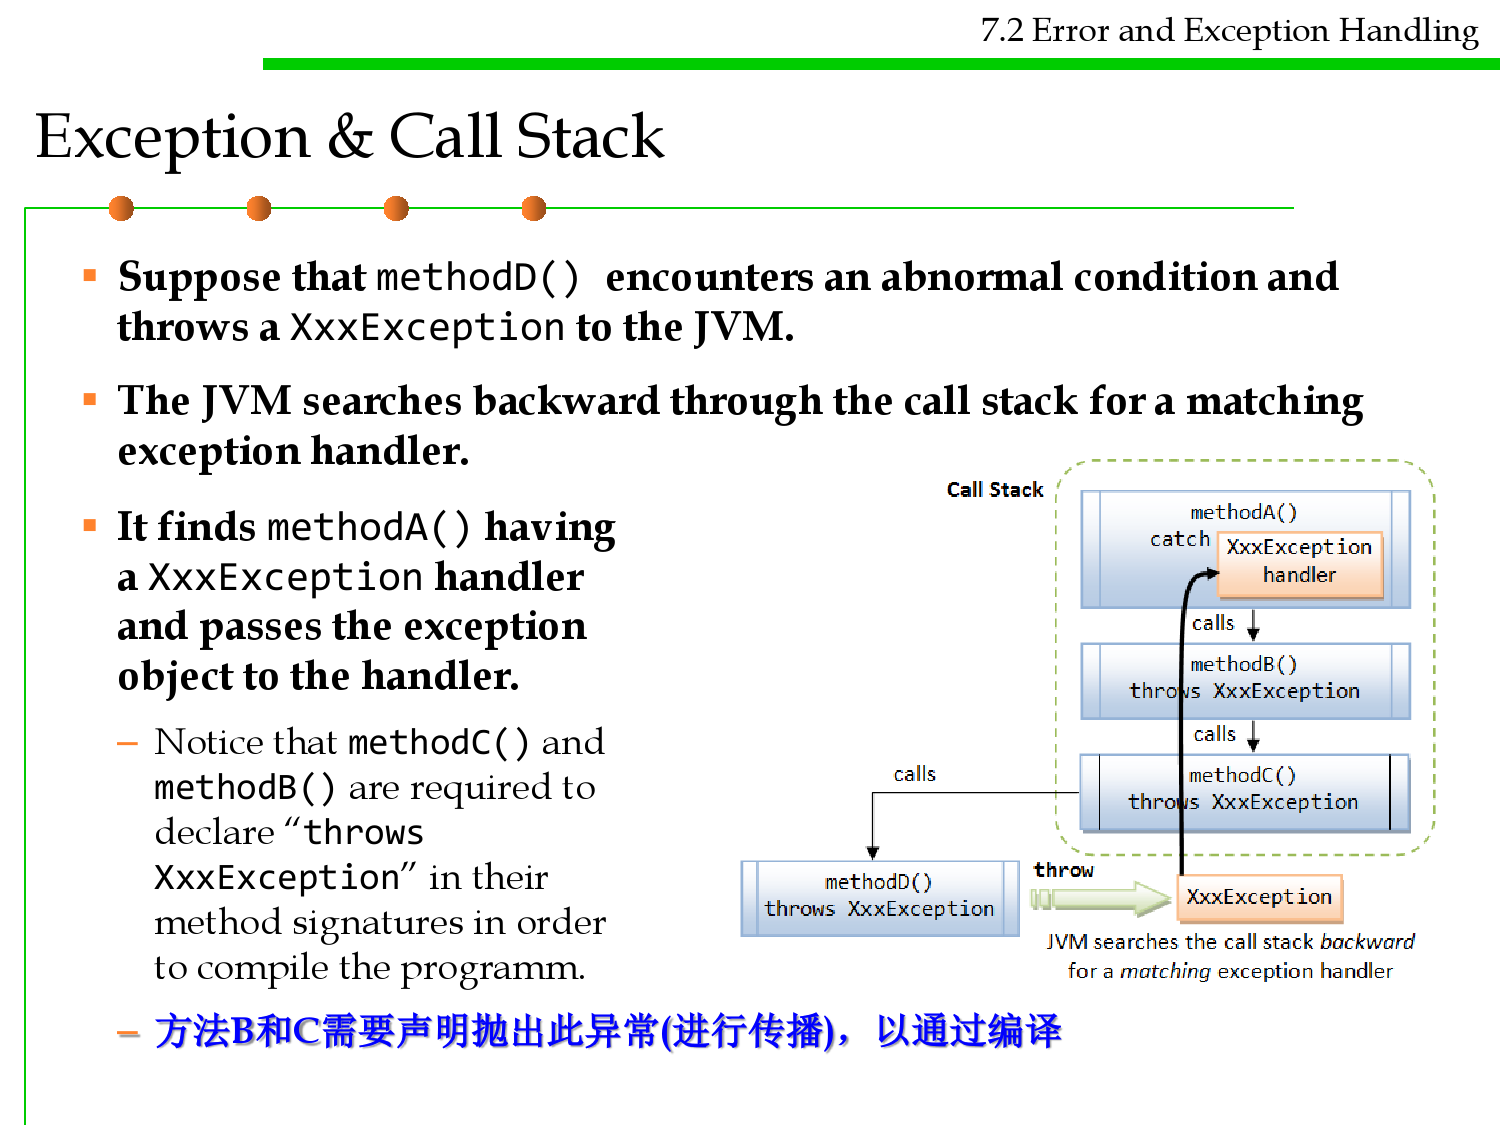 7.2 Error and Exception Handling
Exception & Call Stack
Suppose that methodD() encounters an abnormal condition and
throws a XxxException to the JVM.
The JVM searches backward through the call stack for a matching
exception handler.
It finds methodA() having
a XxxException handler
and passes the exception
object to the handler.
– Notice that methodC() and
methodB() are required to
declare “throws
XxxException” in their
method signatures in order
to compile the programm.
– 方法B和C需要声明抛出此异常(进行传播)，以通过编译
Call Stack
methodA()
catch
XxxException
handler
calls
methodB()
throws XxxException
calls
methodC()
throws XxxException
calls
methodD()
throws XxxException
throw
XxxException
JVM searches the call stack backward
for a matching exception handler